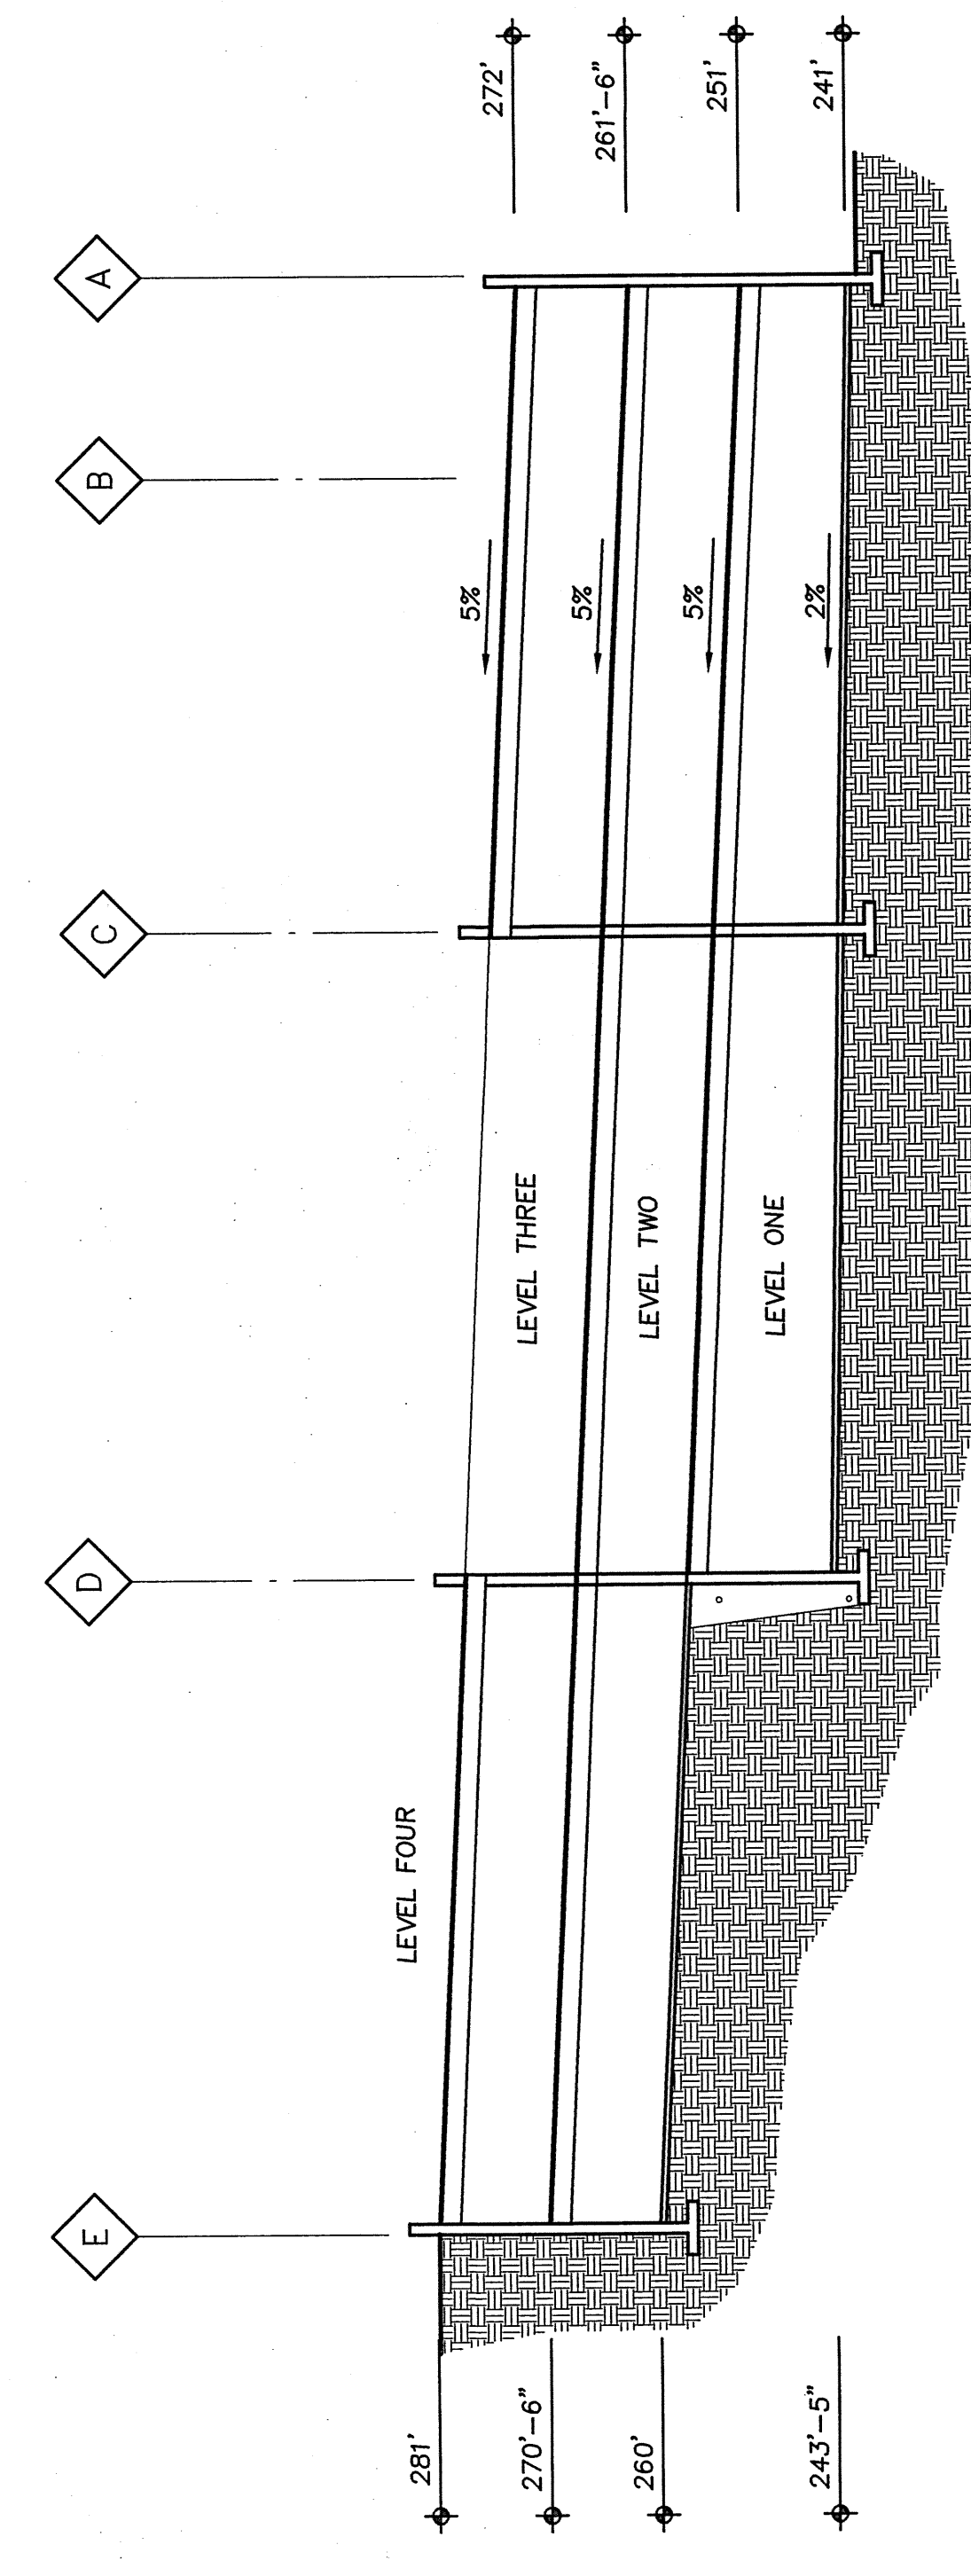 E
D
C
B
A
281'
270'-6"
260'
243'-5"
LEVEL FOUR
LEVEL THREE
LEVEL TWO
LEVEL ONE
5%
5%
5%
2%
272'
261'-6"
251'
241'